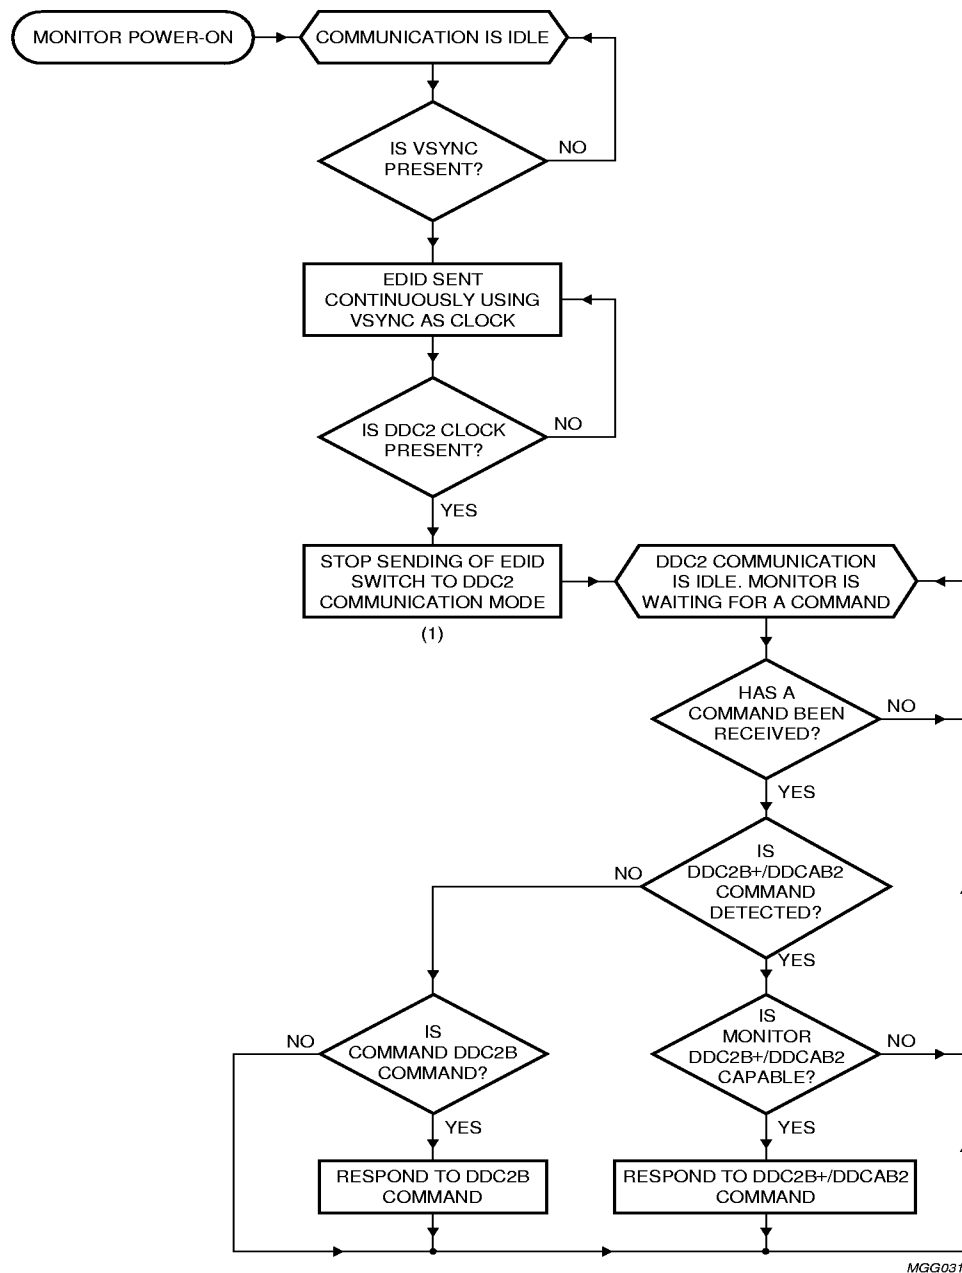 MONITOR POWER-ON
COMMUNICATION IS IDLE
IS VSYNC
PRESENT?
NO
EDID SENT
CONTINUOUSLY USING
VSYNC AS CLOCK
IS DDC2 CLOCK
PRESENT?
NO
YES
STOP SENDING OF EDID
SWITCH TO DDC2
COMMUNICATION MODE
(1)
DDC2 COMMUNICATION
IS IDLE. MONITOR IS
WAITING FOR A COMMAND
HAS A
COMMAND BEEN
RECEIVED?
NO
YES
IS
DDC2B+/DDCAB2
COMMAND
DETECTED?
NO
YES
IS
COMMAND DDC2B
COMMAND?
NO
YES
IS
MONITOR
DDC2B+/DDCAB2
CAPABLE?
NO
YES
RESPOND TO DDC2B
COMMAND
RESPOND TO DDC2B+/DDCAB2
COMMAND
MGG031